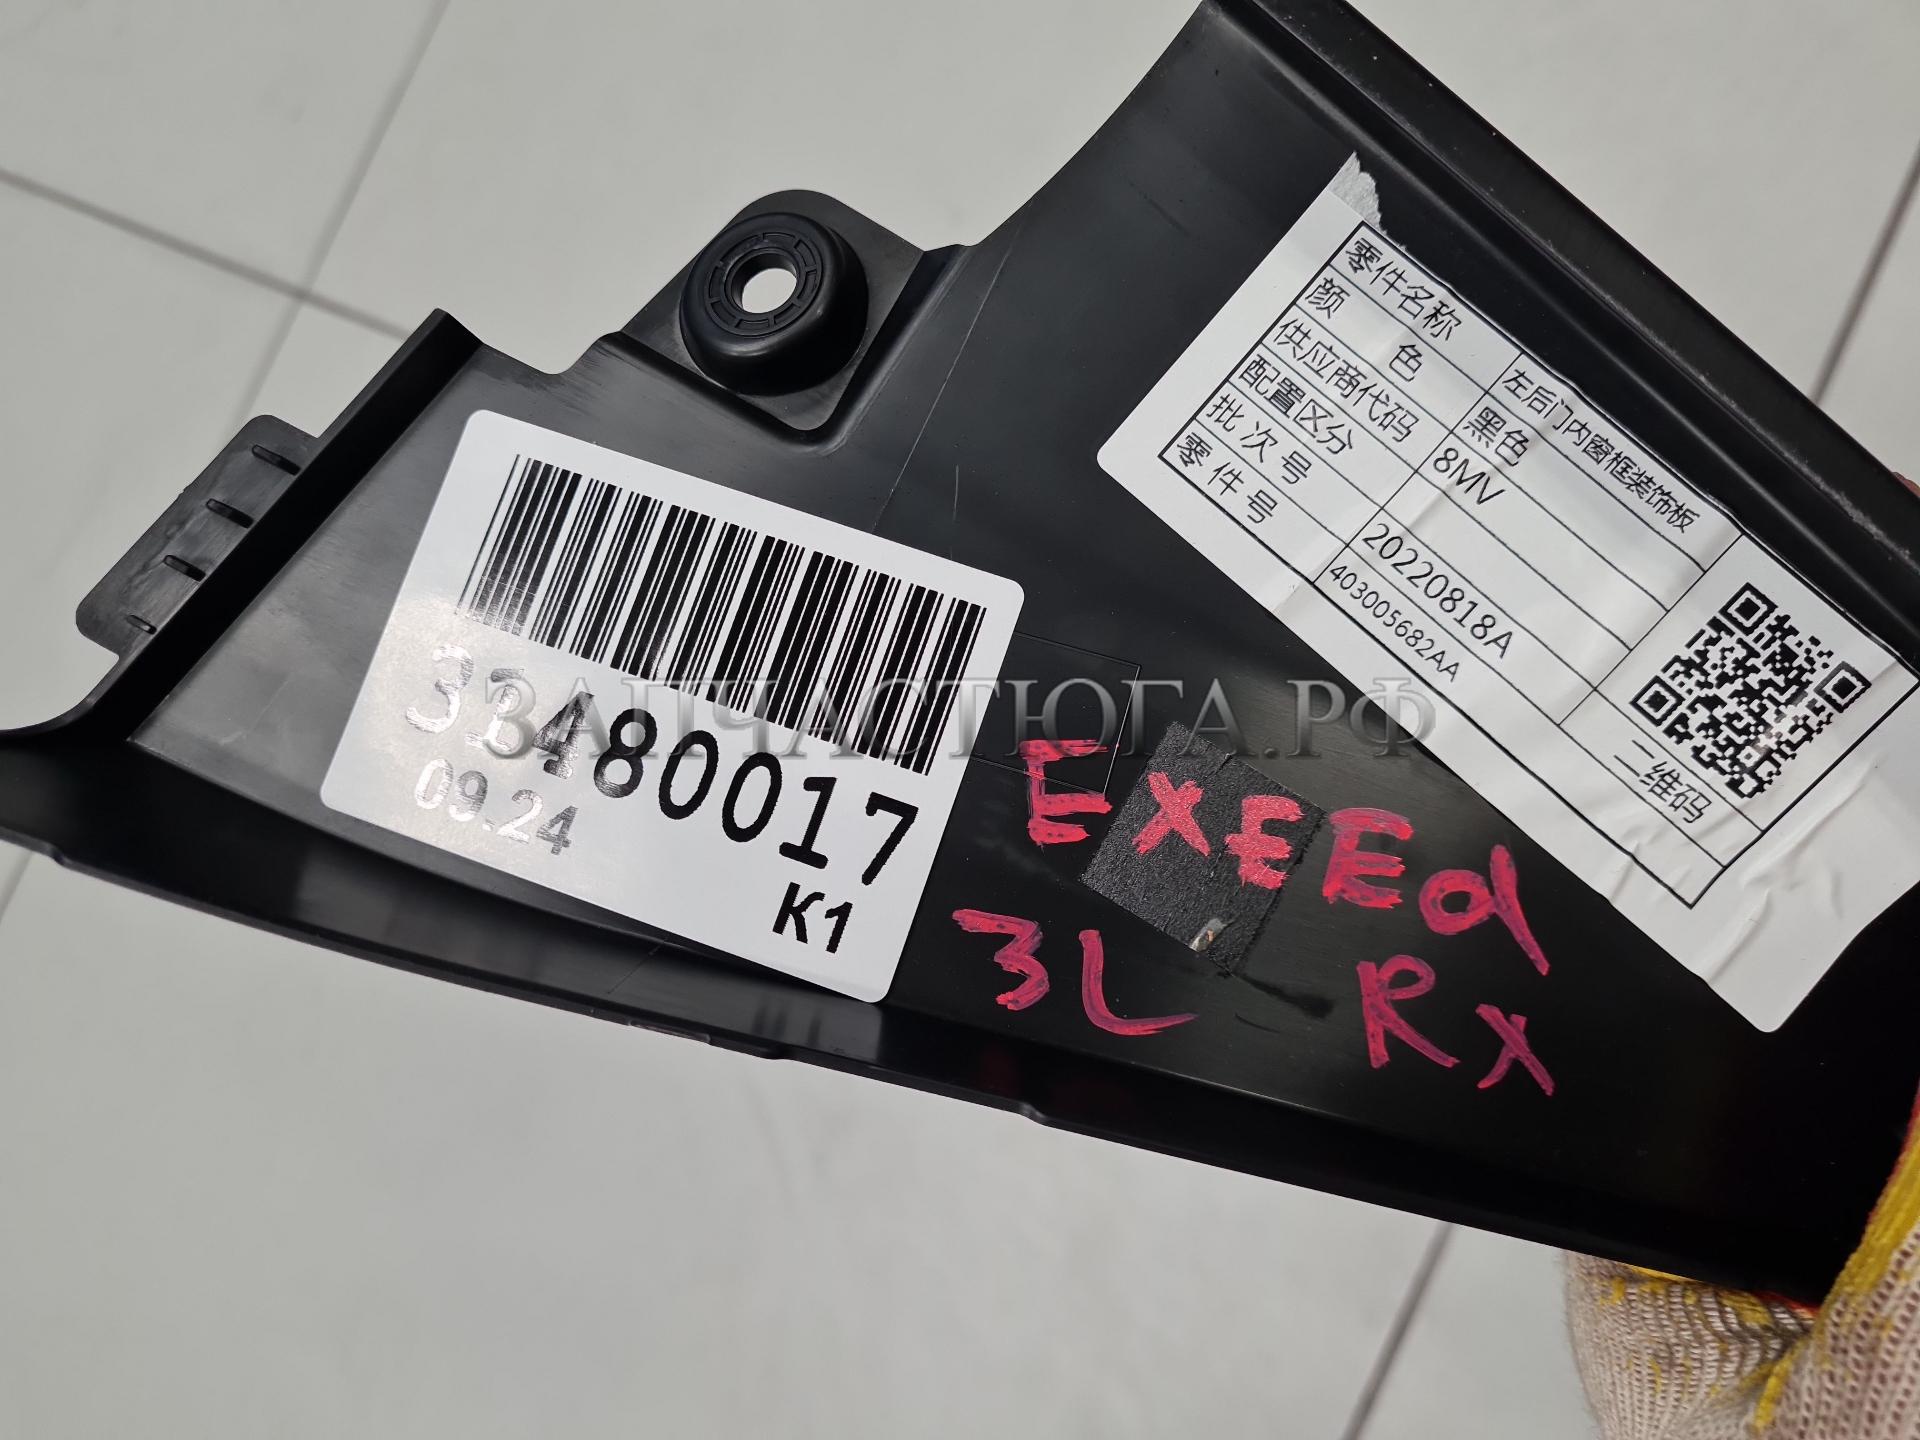 零件名称 左后门内窗框装饰板
颜 色 黑色
供应商代码 8MV
配置区分
批次号 20220818A
零件号 403005682AA
二维码
31480017
09.24
K1
ЗАПЧАСТЮГА.РФ
EXEEd
3L Rx